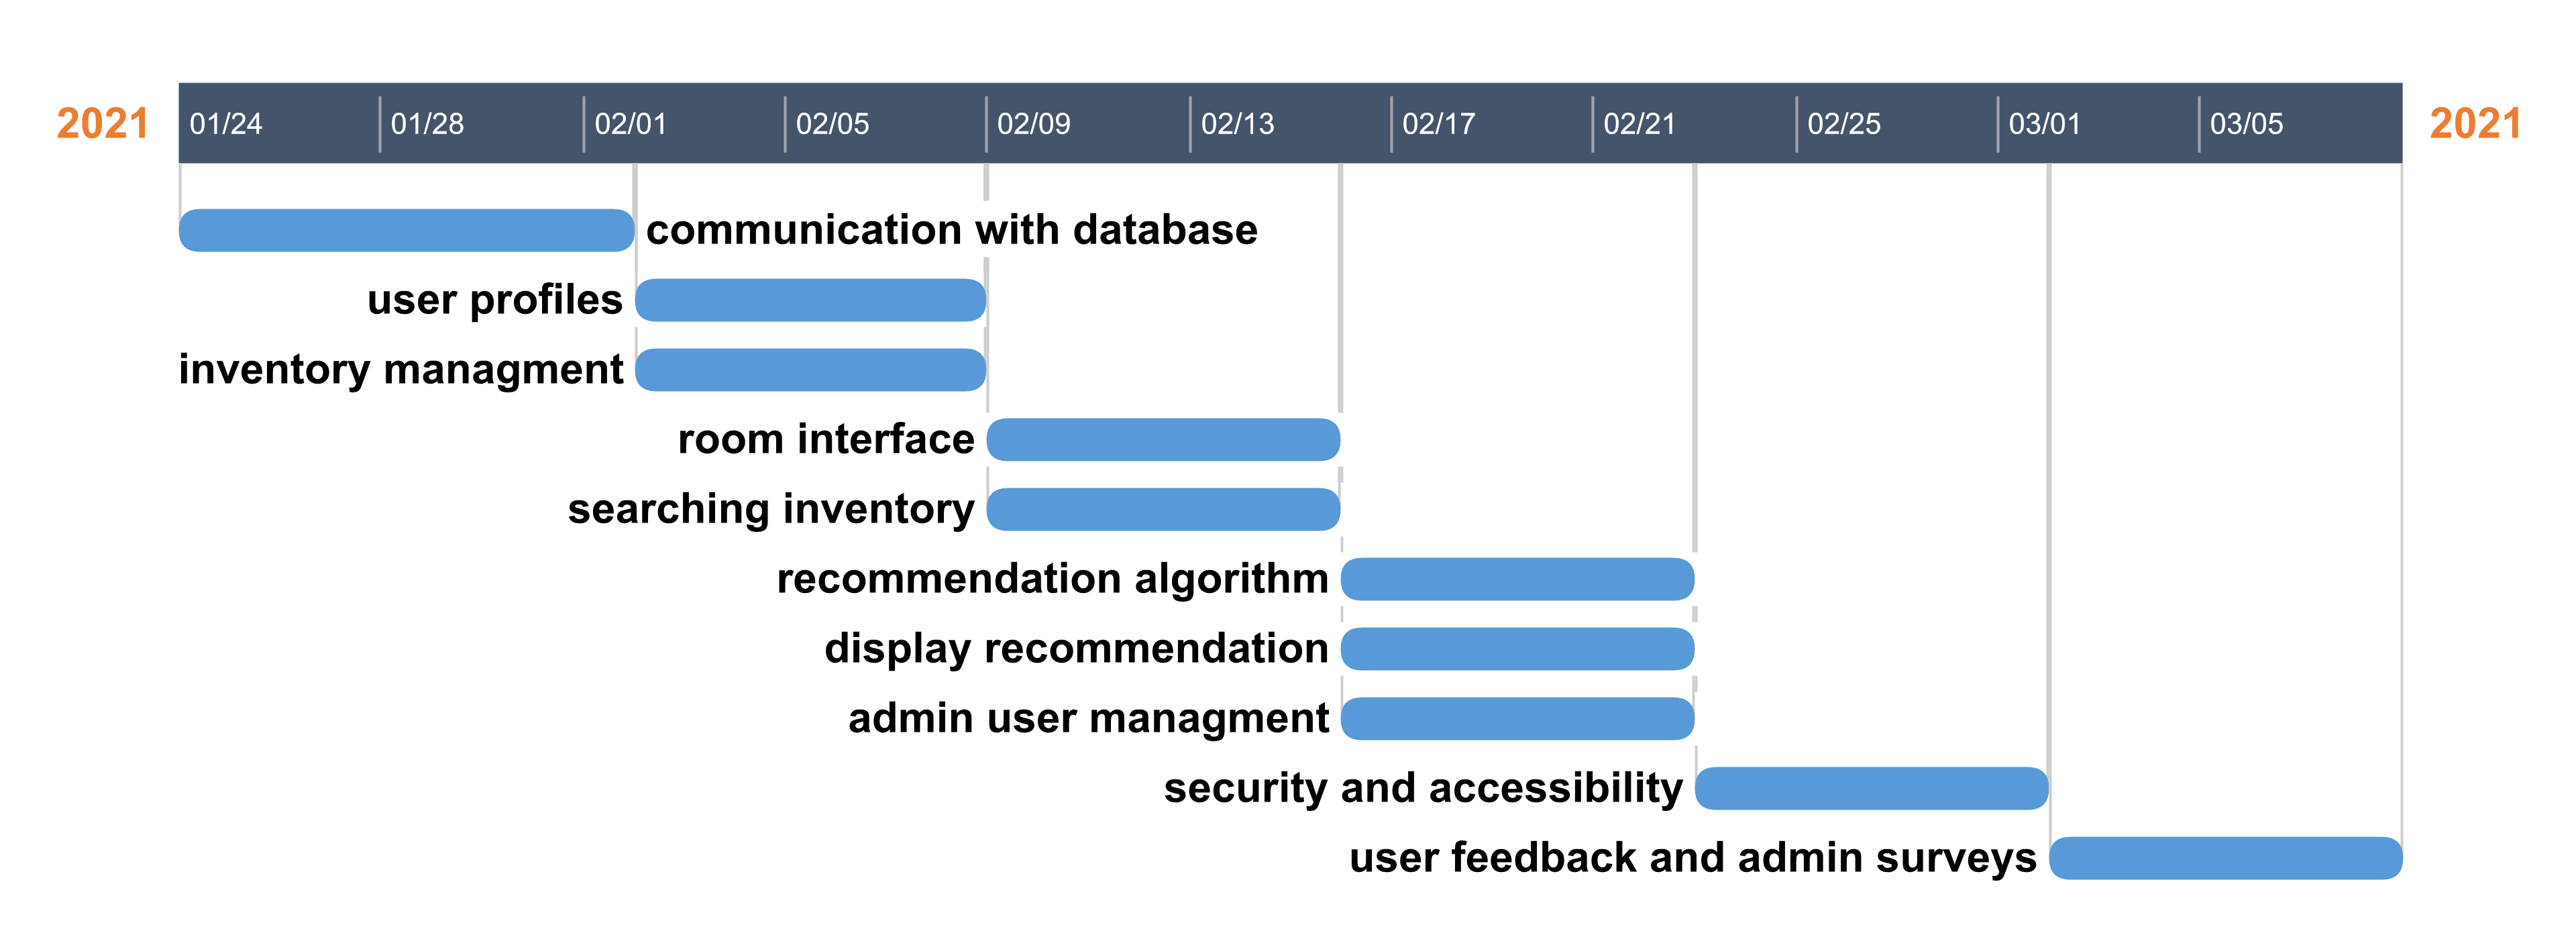 2021 01/24 01/28 02/01 02/05 02/09 02/13 02/17 02/21 02/25 03/01 03/05 2021
communication with database
user profiles
inventory managment
room interface
searching inventory
recommendation algorithm
display recommendation
admin user managment
security and accessibility
user feedback and admin surveys